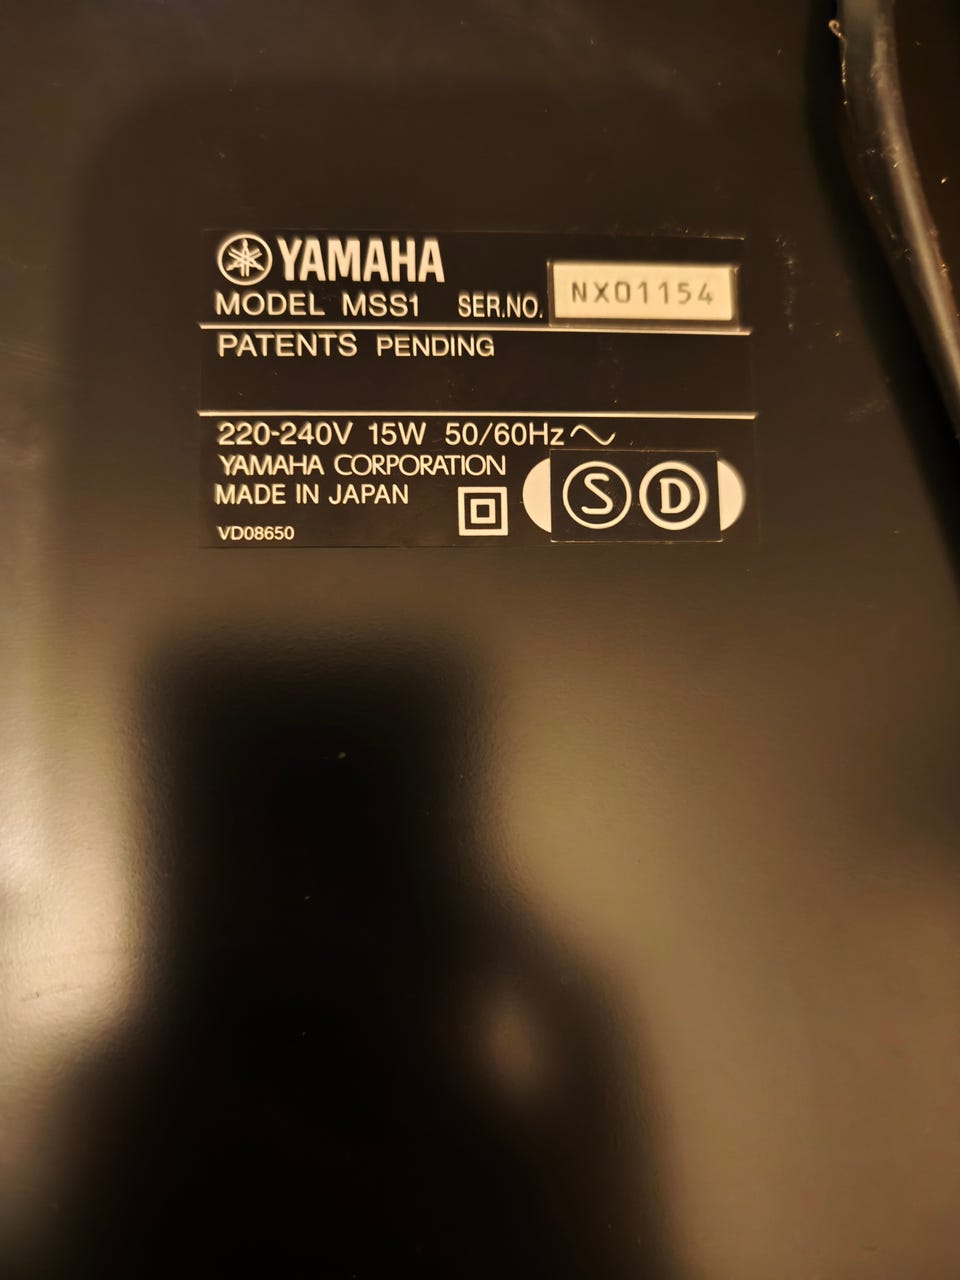 YAMAHA
MODEL MSS1 SER.NO. NX01154
PATENTS PENDING
220-240V 15W 50/60Hz
YAMAHA CORPORATION
MADE IN JAPAN
VD08650
S D